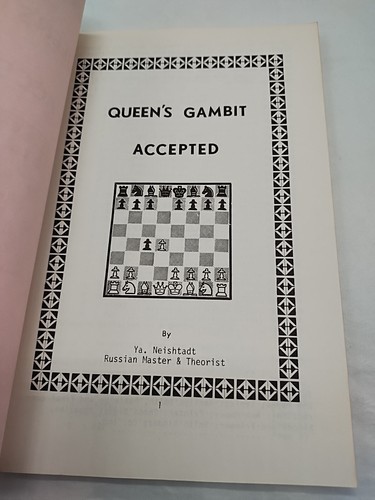 QUEEN'S GAMBIT
ACCEPTED
By
Ya. Neishtadt
Russian Master & Theorist
1